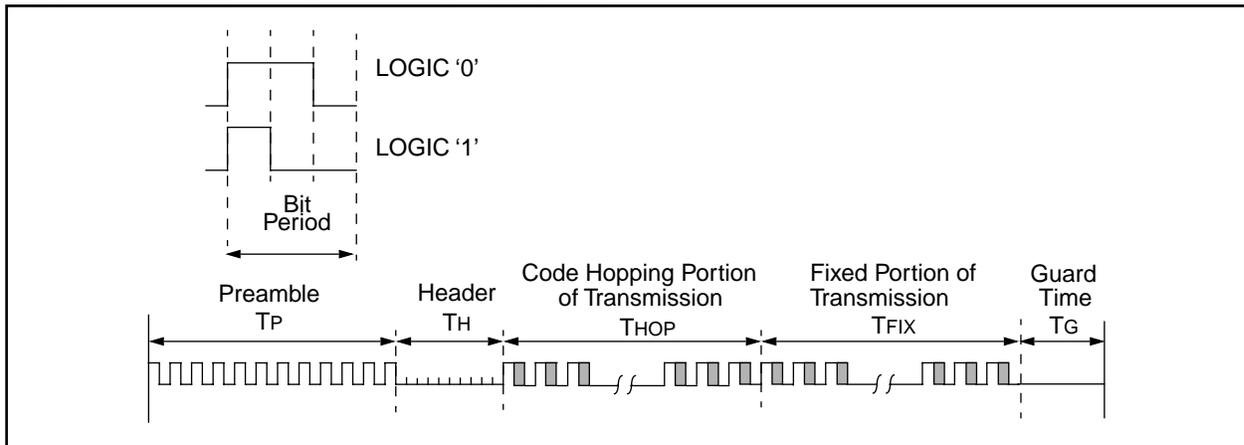 LOGIC ‘0’
LOGIC ‘1’
Bit
Period
Preamble
TP
Header
TH
Code Hopping Portion
of Transmission
THOP
Fixed Portion of
Transmission
TFIX
Guard
Time
TG